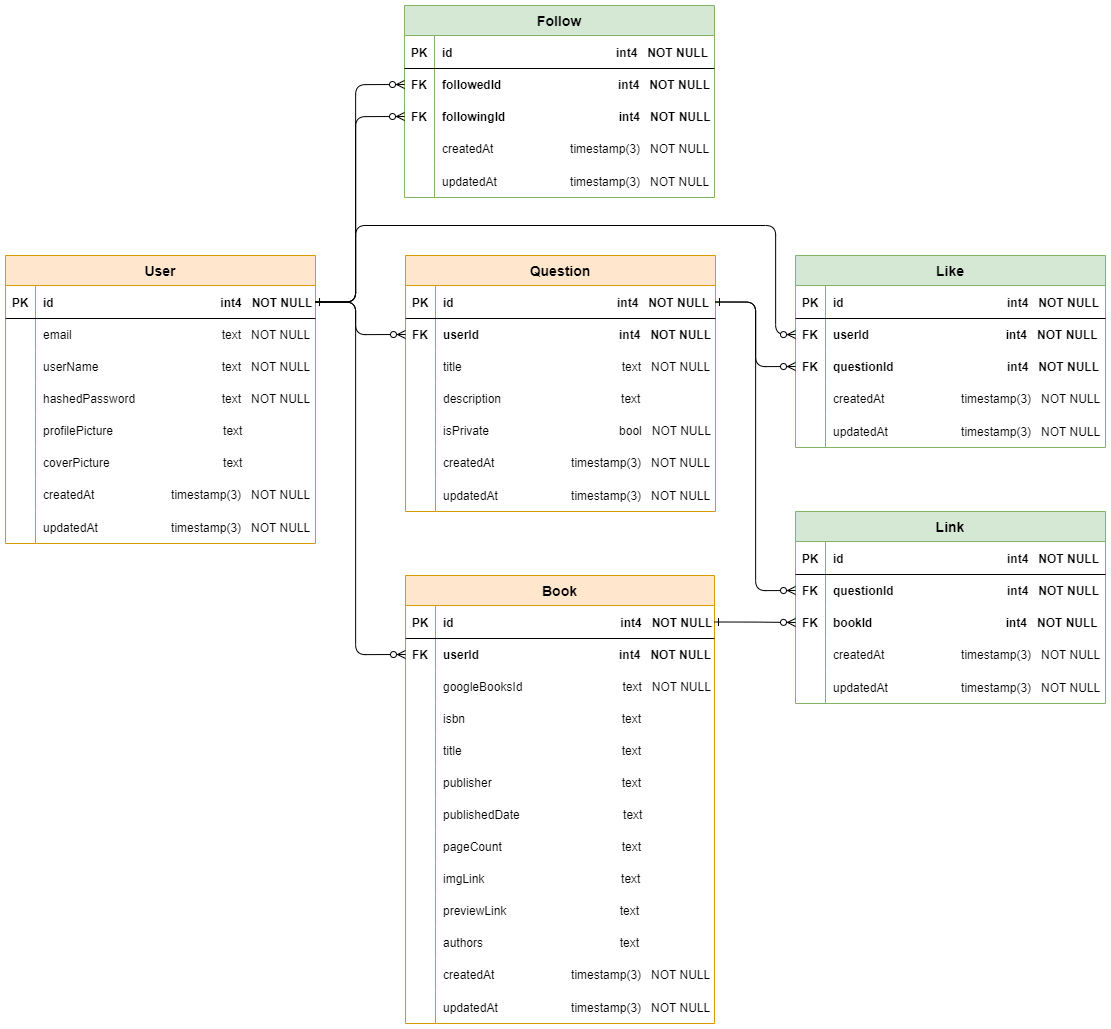 Follow
PK id int4 NOT NULL
FK followedId int4 NOT NULL
FK followingId int4 NOT NULL
createdAt timestamp(3) NOT NULL
updatedAt timestamp(3) NOT NULL
User
PK id int4 NOT NULL
email text NOT NULL
userName text NOT NULL
hashedPassword text NOT NULL
profilePicture text
coverPicture text
createdAt timestamp(3) NOT NULL
updatedAt timestamp(3) NOT NULL
Question
PK id int4 NOT NULL
FK userId int4 NOT NULL
title text NOT NULL
description text
isPrivate bool NOT NULL
createdAt timestamp(3) NOT NULL
updatedAt timestamp(3) NOT NULL
Like
PK id int4 NOT NULL
FK userId int4 NOT NULL
FK questionId int4 NOT NULL
createdAt timestamp(3) NOT NULL
updatedAt timestamp(3) NOT NULL
Link
PK id int4 NOT NULL
FK questionId int4 NOT NULL
FK bookId int4 NOT NULL
createdAt timestamp(3) NOT NULL
updatedAt timestamp(3) NOT NULL
Book
PK id int4 NOT NULL
FK userId int4 NOT NULL
googleBooksId text NOT NULL
isbn text
title text
publisher text
publishedDate text
pageCount text
imgLink text
previewLink text
authors text
createdAt timestamp(3) NOT NULL
updatedAt timestamp(3) NOT NULL